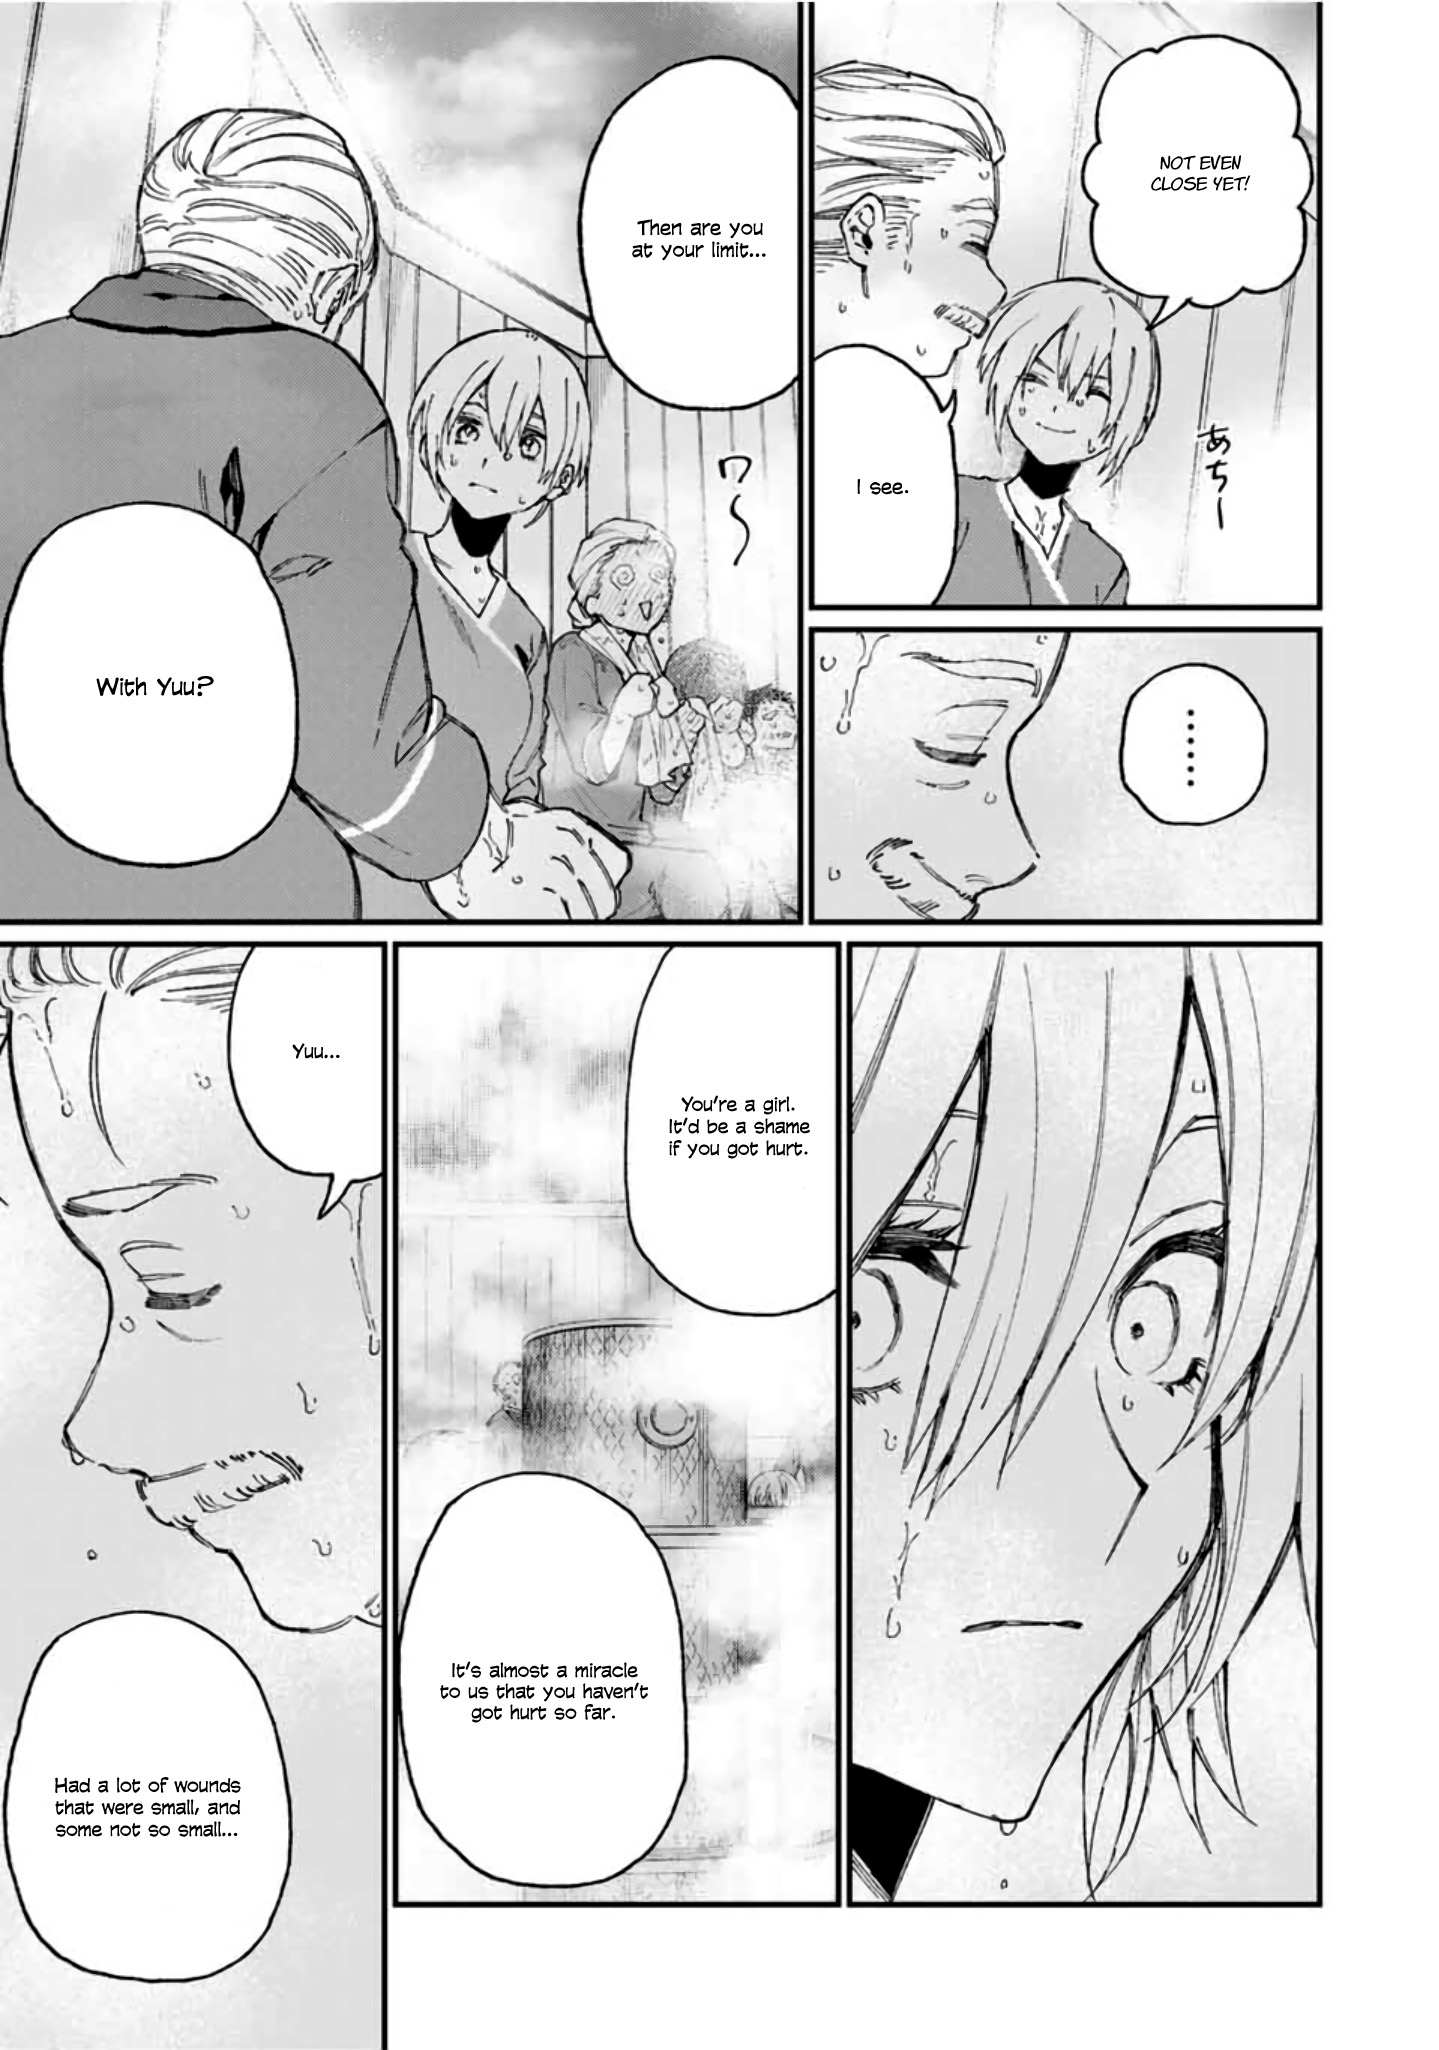 NOT EVEN
CLOSE YET!
I see.
あちー
......
Then are you
at your limit...
ワ～
With Yuu?
You're a girl.
It'd be a shame
if you got hurt.
It's almost a miracle
to us that you haven't
got hurt so far.
Yuu...
Had a lot of wounds
that were small, and
some not so small...